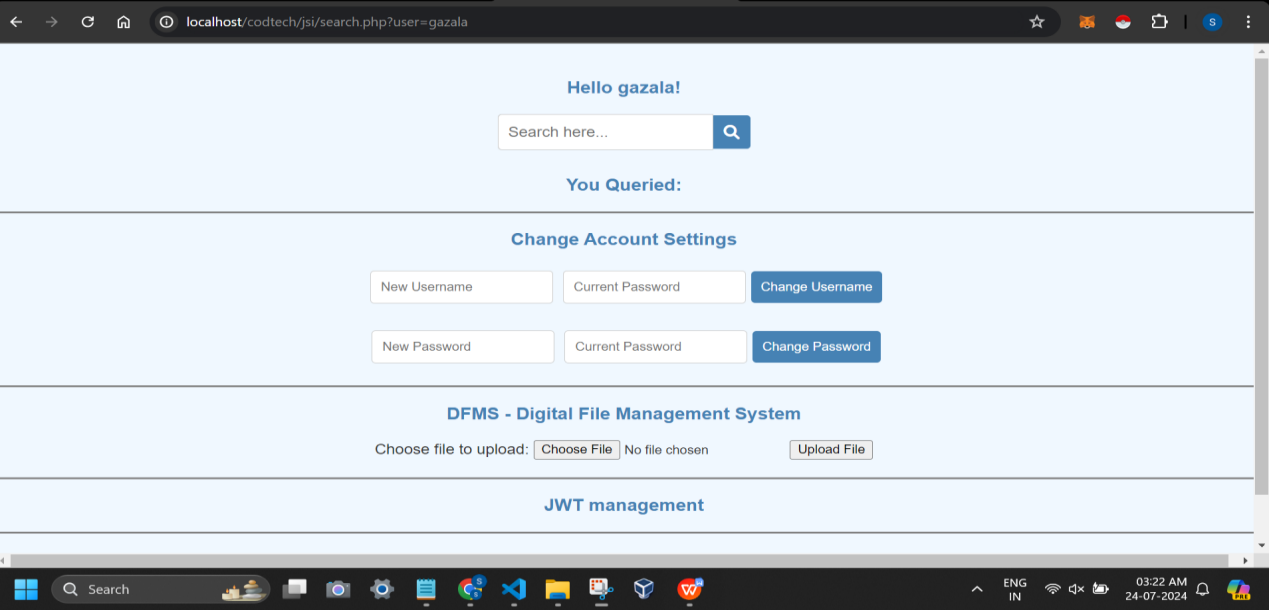 localhost/codtech/jsi/search.php?user=gazala
S
Hello gazala!
Search here...
You Queried:
Change Account Settings
New Username Current Password Change Username
New Password Current Password Change Password
DFMS - Digital File Management System
Choose file to upload: Choose File No file chosen Upload File
JWT management
Search
S
ENG
IN
03:22 AM
24-07-2024
PRE